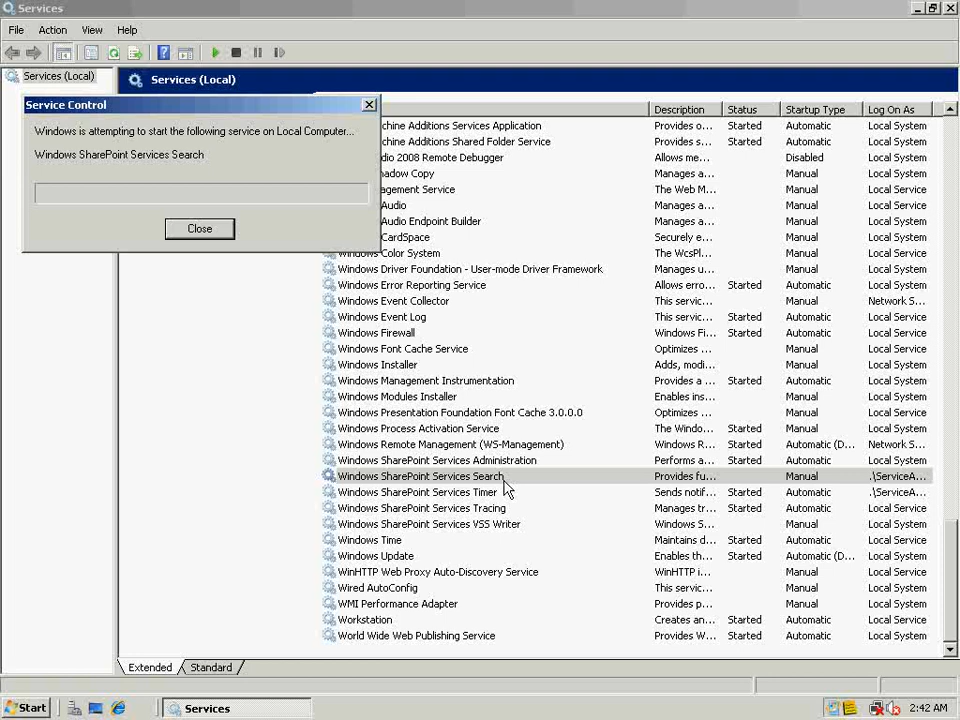 Services
File Action View Help
Services (Local)
Services (Local)
Service Control
Windows is attempting to start the following service on Local Computer...
Windows SharePoint Services Search
Close
Description Status Startup Type Log On As
chine Additions Services Application Provides o... Started Automatic Local System
chine Additions Shared Folder Service Provides s... Started Automatic Local System
dio 2008 Remote Debugger Allows me... Disabled Local System
adow Copy Manages a... Manual Local System
agement Service The Web M... Manual Local Service
Audio Manages a... Manual Local Service
Audio Endpoint Builder Manages a... Manual Local System
CardSpace Securely e... Manual Local System
Windows Color System The WcsPl... Manual Local Service
Windows Driver Foundation - User-mode Driver Framework Manages u... Manual Local System
Windows Error Reporting Service Allows erro... Started Automatic Local System
Windows Event Collector This servic... Manual Network S...
Windows Event Log This servic... Started Automatic Local Service
Windows Firewall Windows Fi... Started Automatic Local Service
Windows Font Cache Service Optimizes ... Manual Local Service
Windows Installer Adds, modi... Manual Local System
Windows Management Instrumentation Provides a ... Started Automatic Local System
Windows Modules Installer Enables ins... Manual Local System
Windows Presentation Foundation Font Cache 3.0.0.0 Optimizes ... Manual Local Service
Windows Process Activation Service The Windo... Started Manual Local System
Windows Remote Management (WS-Management) Windows R... Started Automatic (D... Network S...
Windows SharePoint Services Administration Performs a... Started Automatic Local System
Windows SharePoint Services Search Provides fu... Manual .\ServiceA...
Windows SharePoint Services Timer Sends notif... Started Automatic .\ServiceA...
Windows SharePoint Services Tracing Manages tr... Started Automatic Local Service
Windows SharePoint Services VSS Writer Windows S... Manual Local System
Windows Time Maintains d... Started Automatic Local Service
Windows Update Enables th... Started Automatic (D... Local System
WinHTTP Web Proxy Auto-Discovery Service WinHTTP i... Manual Local Service
Wired AutoConfig This servic... Manual Local System
WMI Performance Adapter Provides p... Manual Local System
Workstation Creates an... Started Automatic Local Service
World Wide Web Publishing Service Provides W... Started Automatic Local System
Extended Standard
Start Services 2:42 AM